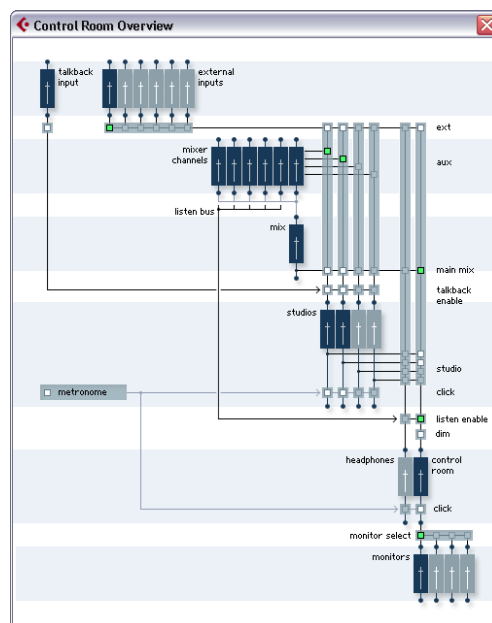 Control Room Overview
talkback
input
external
inputs
ext
mixer
channels
aux
listen bus
mix
main mix
talkback
enable
studios
studio
metronome
click
listen enable
dim
headphones
control
room
click
monitor select
monitors